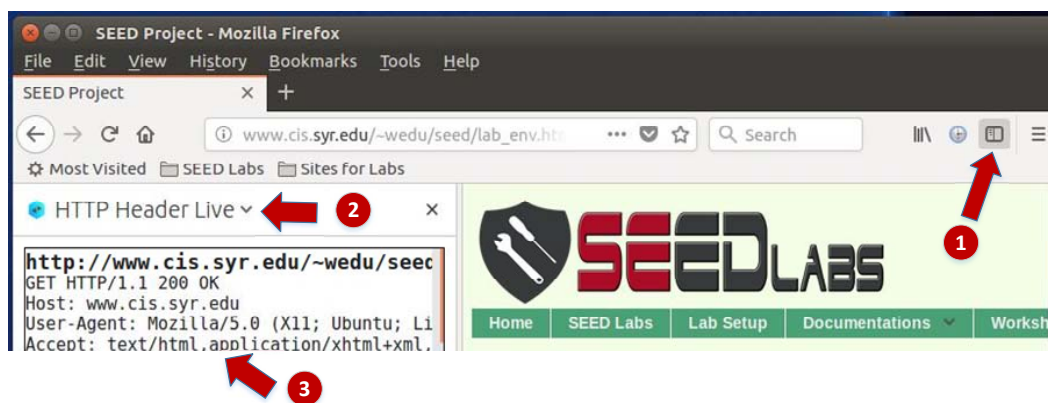 SEED Project - Mozilla Firefox
File Edit View History Bookmarks Tools Help
SEED Project × +
www.cis.syr.edu/~wedu/seed/lab_env.ht ••• Search
Most Visited SEED Labs Sites for Labs
HTTP Header Live 2 ×
1
http://www.cis.syr.edu/~wedu/seed
GET HTTP/1.1 200 OK
Host: www.cis.syr.edu
User-Agent: Mozilla/5.0 (X11; Ubuntu; Li
Accept: text/html,application/xhtml+xml,
3
SEEDLABS
Home SEED Labs Lab Setup Documentations Worksh